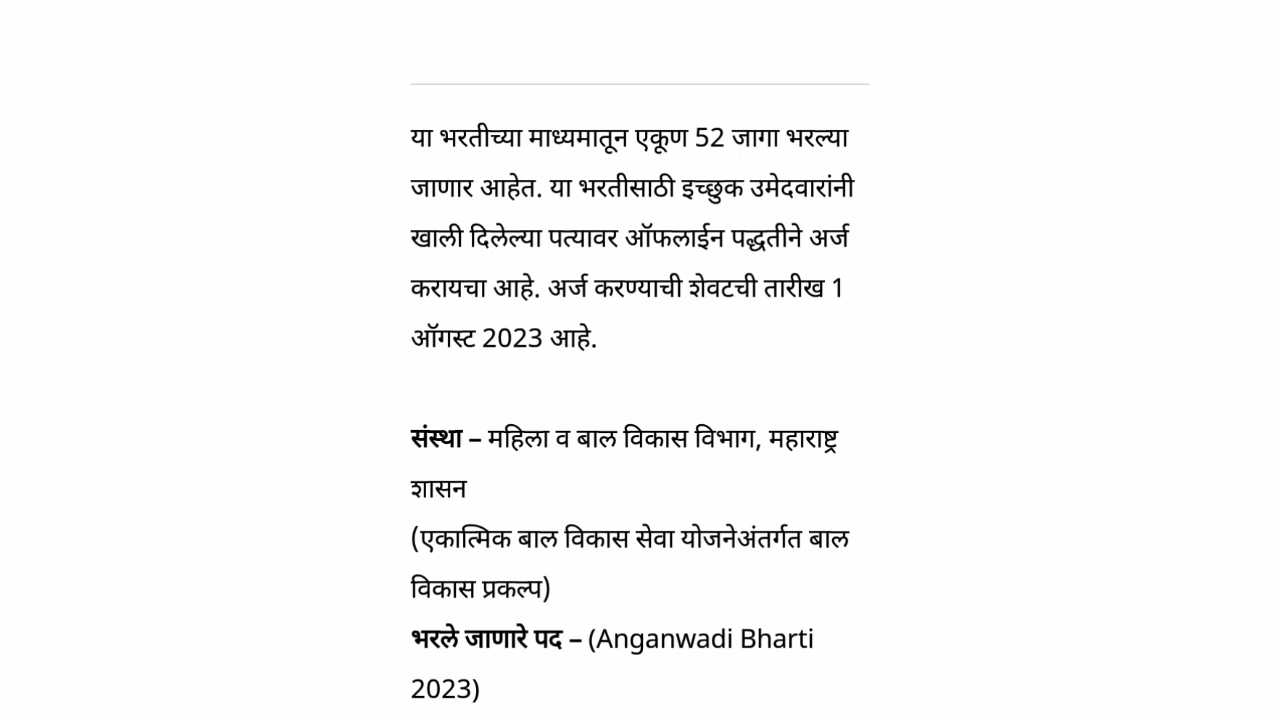 या भरतीच्या माध्यमातून एकूण 52 जागा भरल्या
जाणार आहेत. या भरतीसाठी इच्छुक उमेदवारांनी
खाली दिलेल्या पत्यावर ऑफलाईन पद्धतीने अर्ज
करायचा आहे. अर्ज करण्याची शेवटची तारीख 1
ऑगस्ट 2023 आहे.
संस्था – महिला व बाल विकास विभाग, महाराष्ट्र
शासन
(एकात्मिक बाल विकास सेवा योजनेअंतर्गत बाल
विकास प्रकल्प)
भरले जाणारे पद – (Anganwadi Bharti
2023)